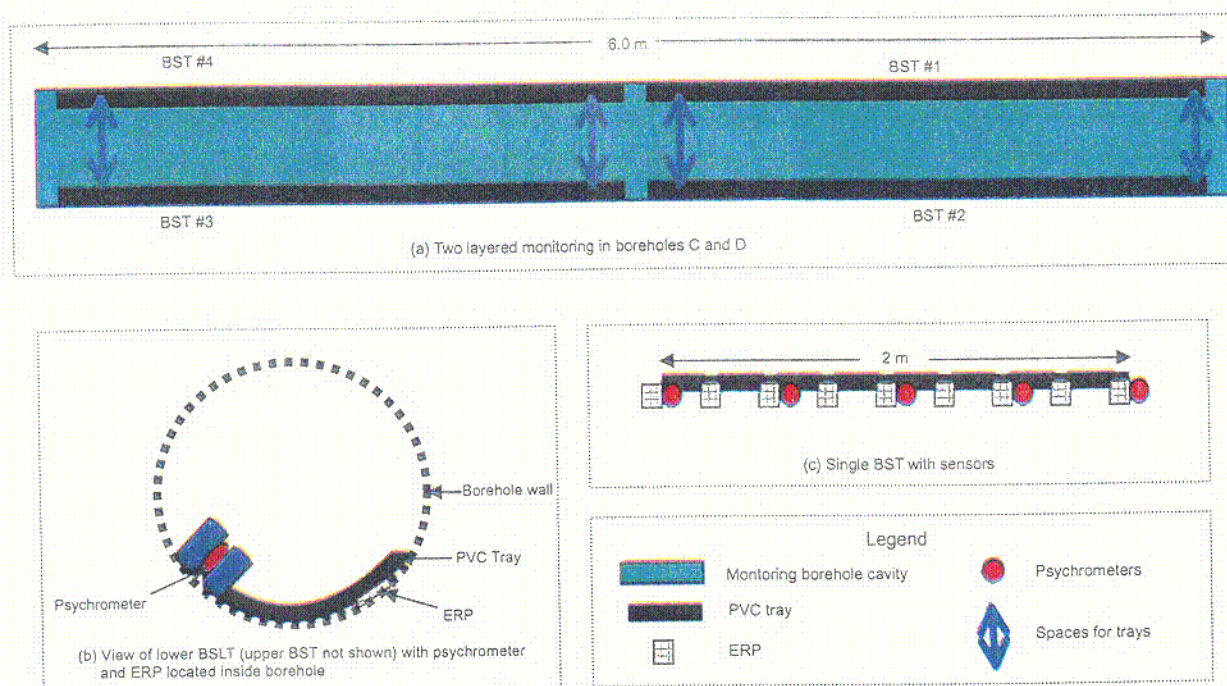 6.0 m
BST #4
BST #1
BST #3
BST #2
(a) Two layered monitoring in boreholes C and D
Borehole wall
PVC Tray
Psychrometer
ERP
(b) View of lower BSLT (upper BST not shown) with psychrometer
and ERP located inside borehole
2 m
(c) Single BST with sensors
Legend
Montoring borehole cavity
Psychrometers
PVC tray
Spaces for trays
ERP